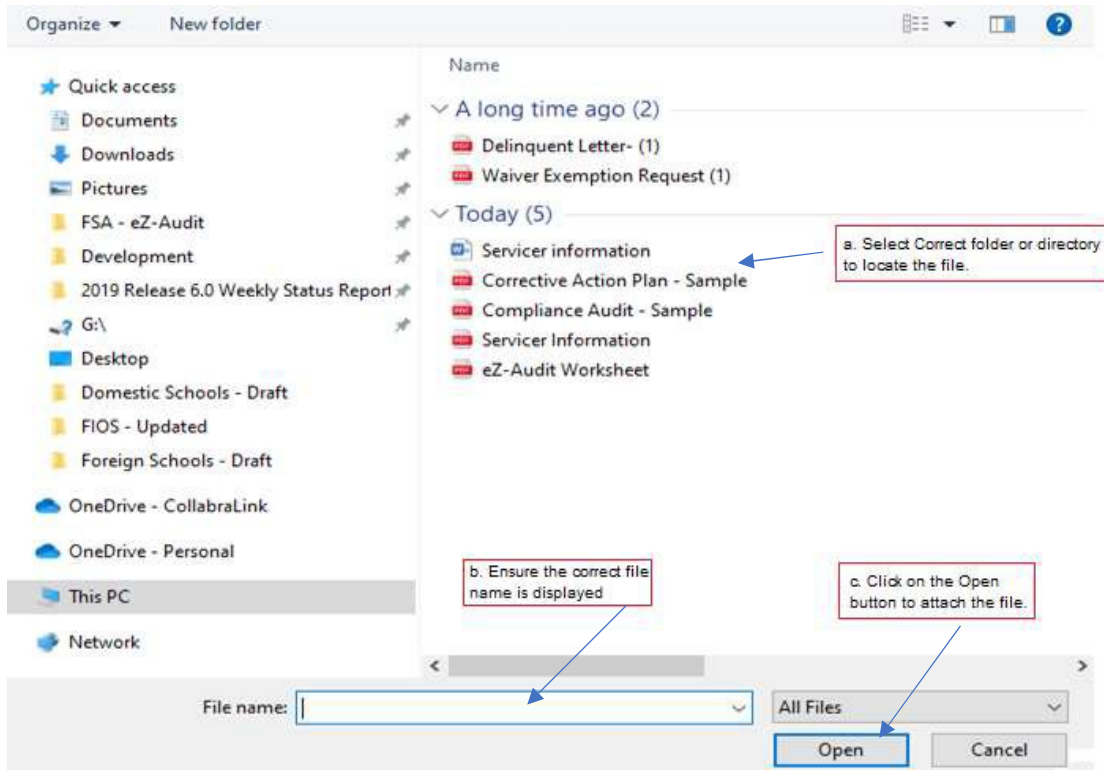 Organize New folder
Quick access
Documents
Downloads
Pictures
FSA - eZ-Audit
Development
2019 Release 6.0 Weekly Status Report
G:\
Desktop
Domestic Schools - Draft
FIOS - Updated
Foreign Schools - Draft
OneDrive - CollabraLink
OneDrive - Personal
This PC
Network
Name
A long time ago (2)
Delinquent Letter- (1)
Waiver Exemption Request (1)
Today (5)
Servicer information
Corrective Action Plan - Sample
Compliance Audit - Sample
Servicer Information
eZ-Audit Worksheet
a. Select Correct folder or directory
to locate the file.
b. Ensure the correct file
name is displayed
c. Click on the Open
button to attach the file.
File name:
All Files
Open Cancel